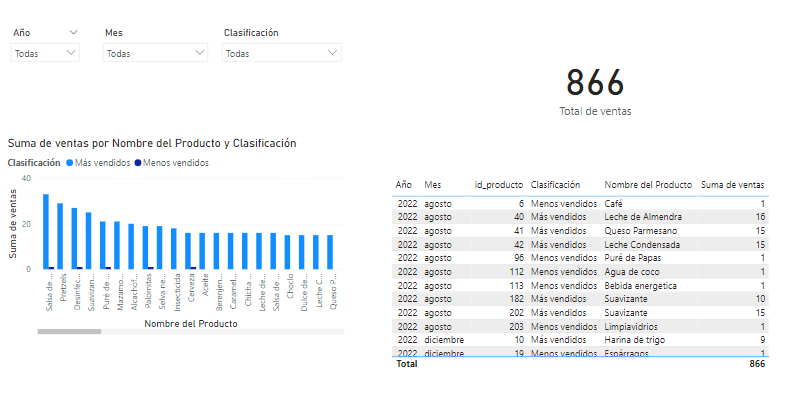 Año Mes Clasificación
Todas Todas Todas
866
Total de ventas
Suma de ventas por Nombre del Producto y Clasificación
Clasificación Más vendidos Menos vendidos
Suma de ventas
40
20
0
Salsa de ...
Pretzels
Desinfec...
Suavizan...
Puré de ...
Mazamo...
Alcachof...
Palomitas
Selva ne...
Insecticida
Cerveza
Aceite
Berenjen...
Caramel...
Chicha ...
Leche de...
Salsa de ...
Choclo
Dulce de...
Leche C...
Queso P...
Nombre del Producto
Año Mes id_producto Clasificación Nombre del Producto Suma de ventas
2022 agosto 6 Menos vendidos Café 1
2022 agosto 40 Más vendidos Leche de Almendra 16
2022 agosto 41 Más vendidos Queso Parmesano 15
2022 agosto 42 Más vendidos Leche Condensada 15
2022 agosto 96 Menos vendidos Puré de Papas 1
2022 agosto 112 Menos vendidos Agua de coco 1
2022 agosto 113 Menos vendidos Bebida energetica 1
2022 agosto 182 Más vendidos Suavizante 10
2022 agosto 202 Más vendidos Suavizante 15
2022 agosto 203 Menos vendidos Limpiavidrios 1
2022 diciembre 10 Más vendidos Harina de trigo 9
2022 diciembre 19 Menos vendidos Espárragos 1
Total 866